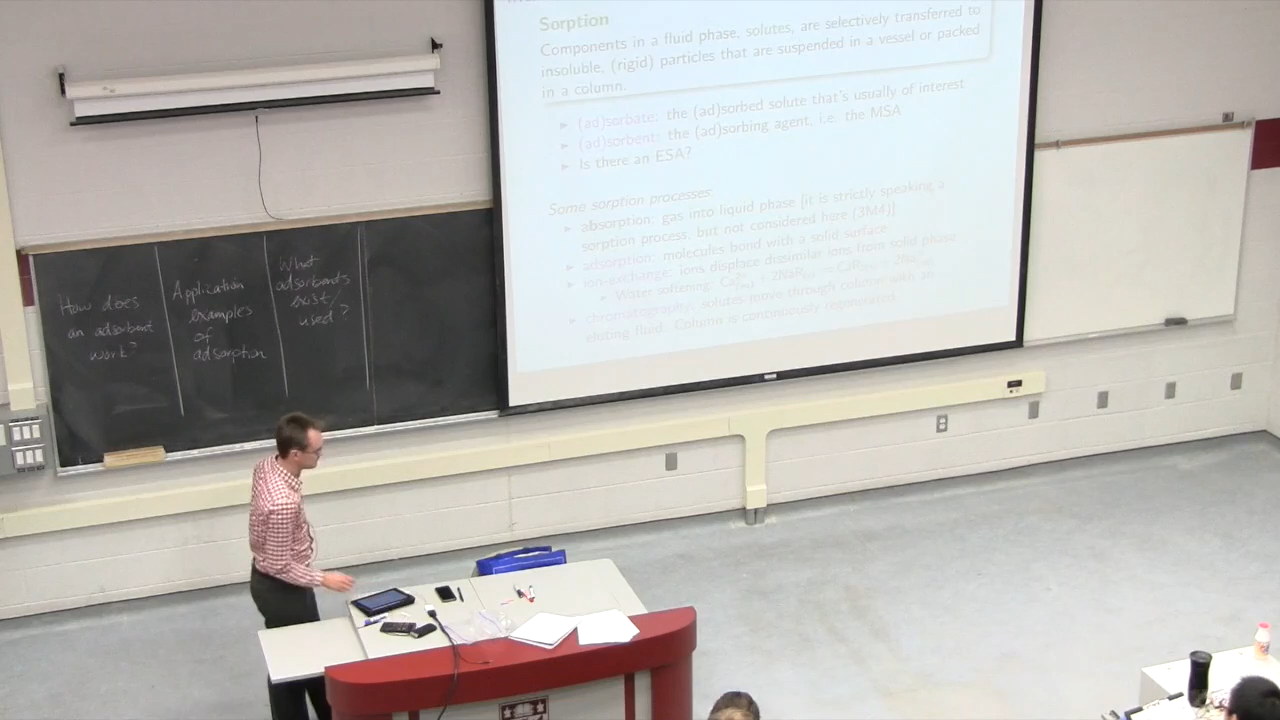 Sorption
Components in a fluid phase, solutes, are selectively transferred to
insoluble, (rigid) particles that are suspended in a vessel or packed
in a column.
(ad)sorbate: the (ad)sorbed solute that's usually of interest
(ad)sorbent: the (ad)sorbing agent, i.e. the MSA
Is there an ESA?
Some sorption processes
absorption: gas into liquid phase [it is strictly speaking a
sorption process, but not considered here (3M4)]
adsorption: molecules bond with a solid surface
ion exchange: ions displace dissimilar ions from solid phase
Water softening:
chromatography: solutes move through column with an
eluting fluid. Column is continuously regenerated.
How does
an adsorbent
work?
Application
examples
of
adsorption
What
adsorbents
exist/
used?